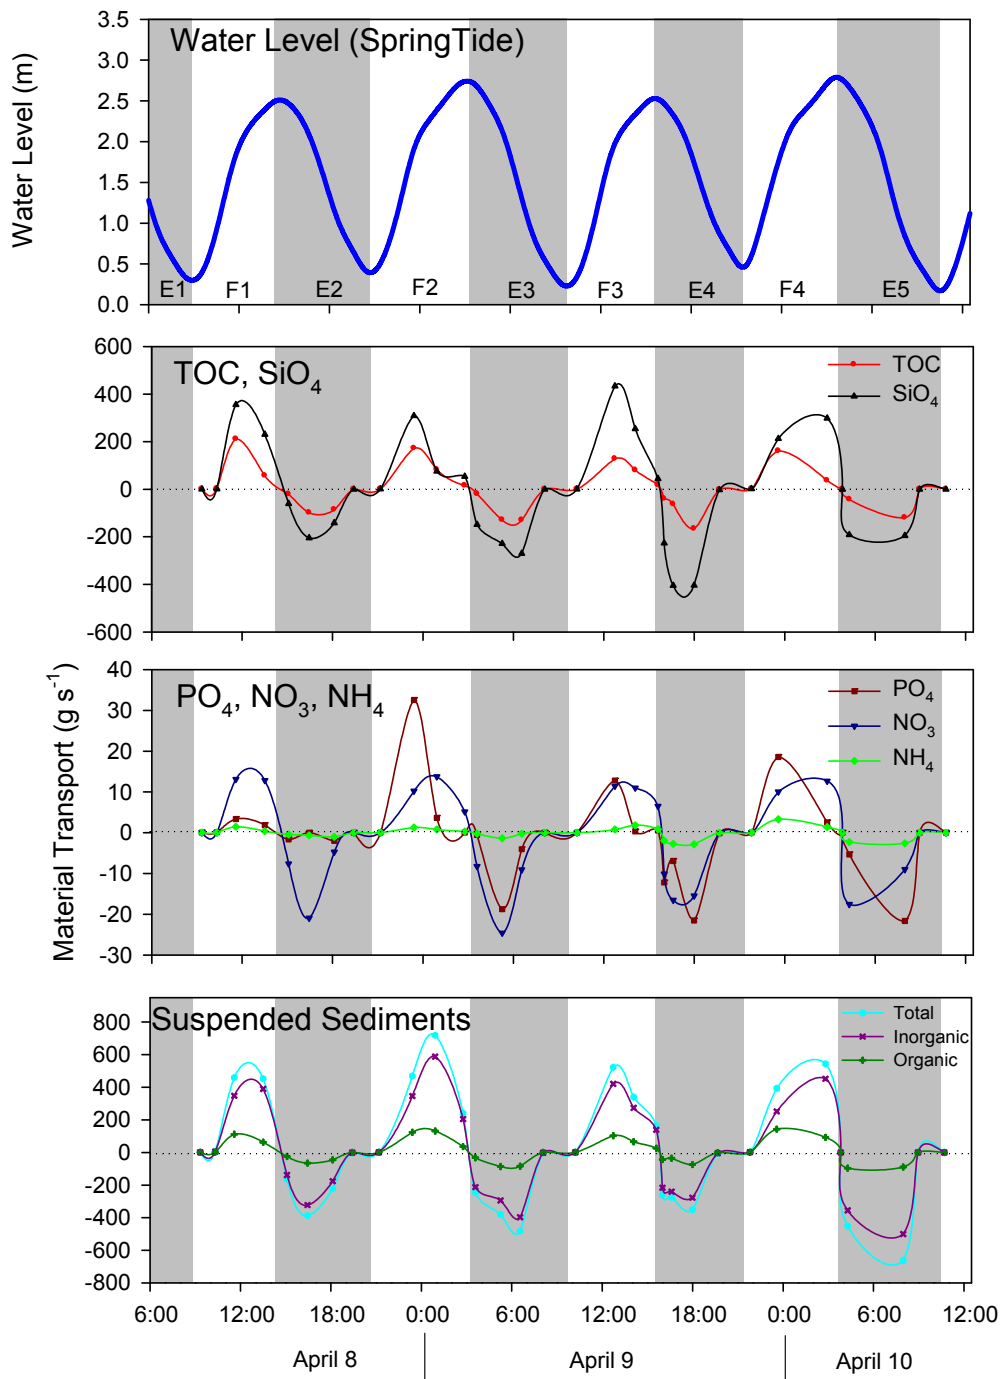 Water Level (SpringTide)
Water Level (m)
3.5
3.0
2.5
2.0
1.5
1.0
0.5
0.0
E1 F1 E2 F2 E3 F3 E4 F4 E5
TOC, SiO₄
TOC
SiO₄
600
400
200
0
-200
-400
-600
Material Transport (g s⁻¹)
PO₄, NO₃, NH₄
PO₄
NO₃
NH₄
40
30
20
10
0
-10
-20
-30
Suspended Sediments
Total
Inorganic
Organic
800
600
400
200
0
-200
-400
-600
-800
6:00 12:00 18:00 0:00 6:00 12:00 18:00 0:00 6:00 12:00
April 8 April 9 April 10